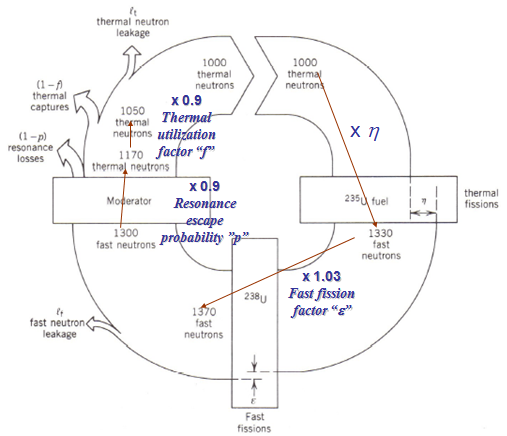 ℓt
thermal neutron
leakage
1000
thermal
neutrons
1000
thermal
neutrons
(1 – f)
thermal
captures
x 0.9
Thermal
utilization
factor “f”
1050
thermal
neutrons
X η
(1 – p)
resonance
losses
1170
thermal neutrons
x 0.9
Resonance
escape
probability ”p”
Moderator
235U fuel
η
thermal
fissions
1300
fast neutrons
1330
fast
neutrons
x 1.03
Fast fission
factor “ε”
238U
1370
fast
neutrons
ℓf
fast neutron
leakage
ε
Fast
fissions